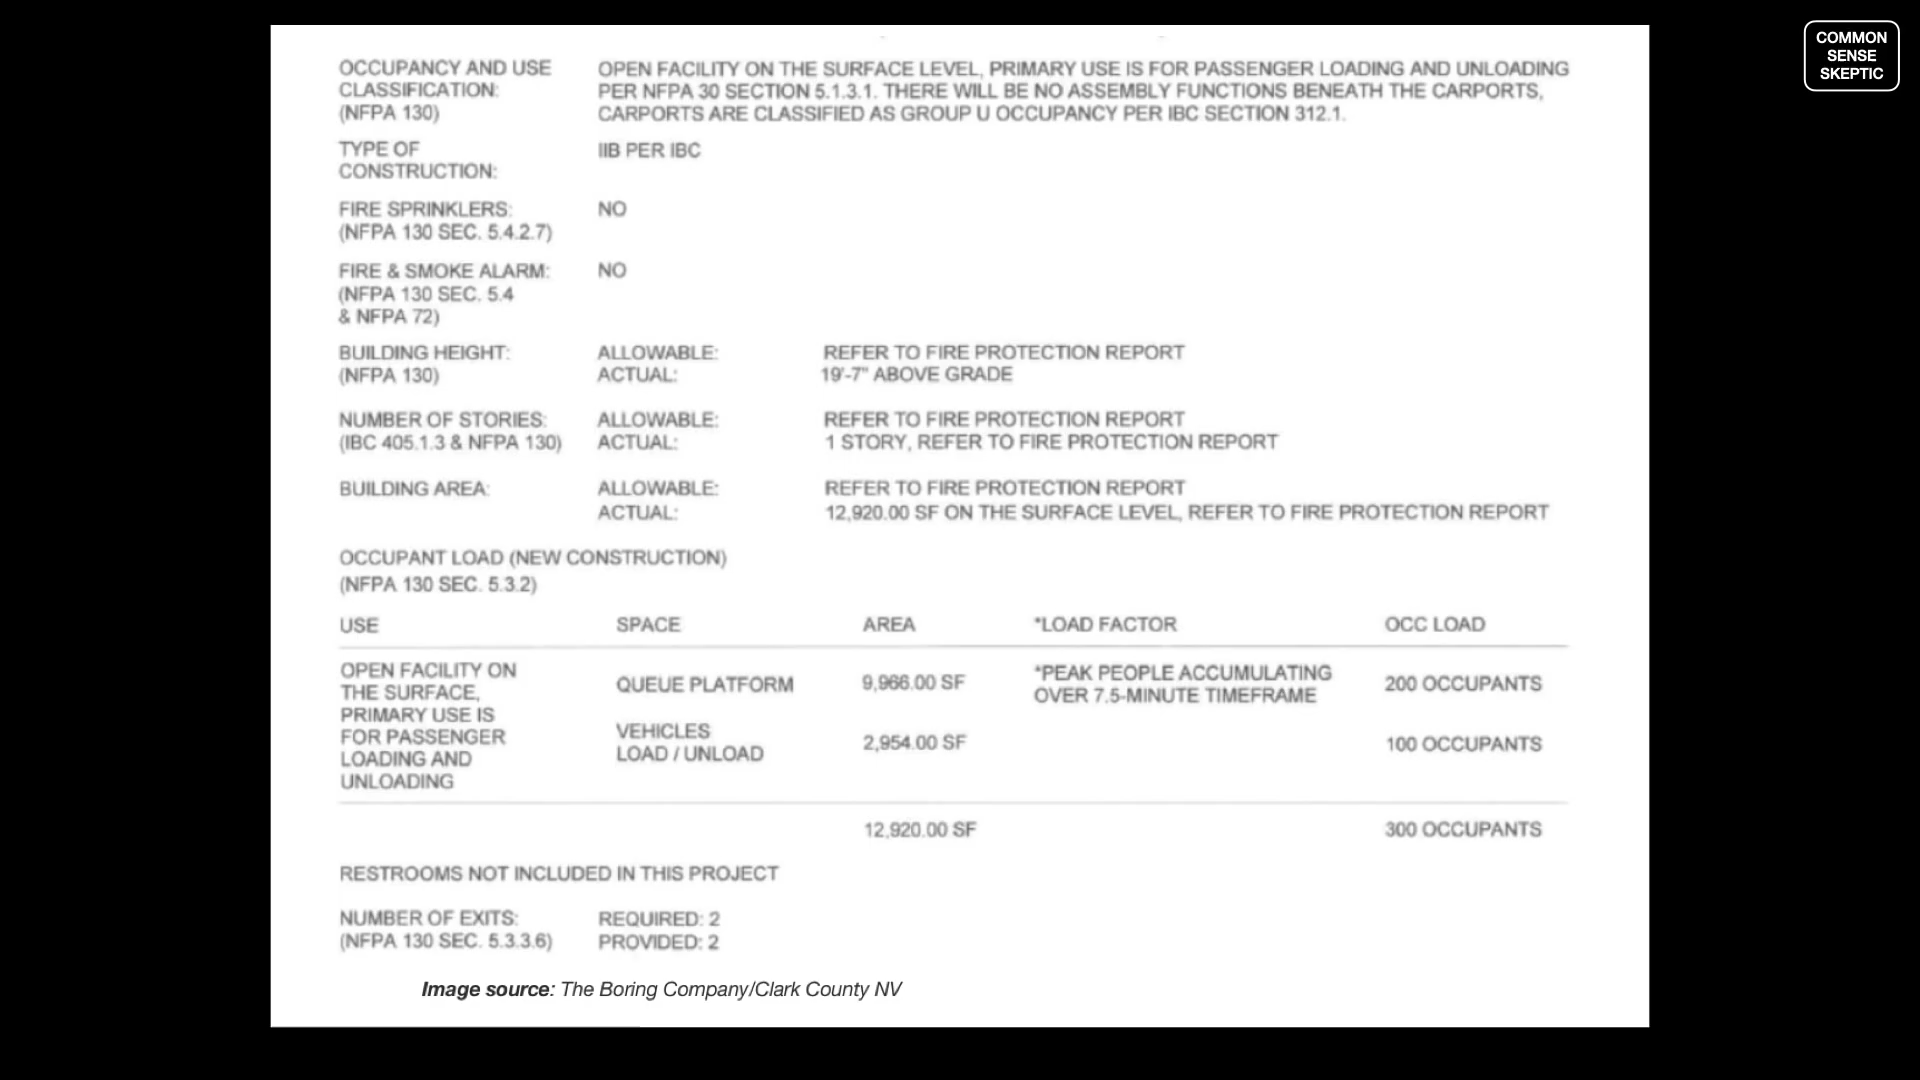 COMMON
SENSE
SKEPTIC
OCCUPANCY AND USE OPEN FACILITY ON THE SURFACE LEVEL, PRIMARY USE IS FOR PASSENGER LOADING AND UNLOADING
CLASSIFICATION: PER NFPA 30 SECTION 5.1.3.1. THERE WILL BE NO ASSEMBLY FUNCTIONS BENEATH THE CARPORTS,
(NFPA 130) CARPORTS ARE CLASSIFIED AS GROUP U OCCUPANCY PER IBC SECTION 312.1.
TYPE OF IIB PER IBC
CONSTRUCTION:
FIRE SPRINKLERS: NO
(NFPA 130 SEC. 5.4.2.7)
FIRE & SMOKE ALARM: NO
(NFPA 130 SEC. 5.4
& NFPA 72)
BUILDING HEIGHT: ALLOWABLE: REFER TO FIRE PROTECTION REPORT
(NFPA 130) ACTUAL: 19'-7" ABOVE GRADE
NUMBER OF STORIES: ALLOWABLE: REFER TO FIRE PROTECTION REPORT
(IBC 405.1.3 & NFPA 130) ACTUAL: 1 STORY, REFER TO FIRE PROTECTION REPORT
BUILDING AREA: ALLOWABLE: REFER TO FIRE PROTECTION REPORT
ACTUAL: 12,920.00 SF ON THE SURFACE LEVEL, REFER TO FIRE PROTECTION REPORT
OCCUPANT LOAD (NEW CONSTRUCTION)
(NFPA 130 SEC. 5.3.2)
USE SPACE AREA *LOAD FACTOR OCC LOAD
OPEN FACILITY ON
THE SURFACE,
PRIMARY USE IS
FOR PASSENGER
LOADING AND
UNLOADING
QUEUE PLATFORM 9,966.00 SF *PEAK PEOPLE ACCUMULATING
OVER 7.5-MINUTE TIMEFRAME 200 OCCUPANTS
VEHICLES
LOAD / UNLOAD 2,954.00 SF 100 OCCUPANTS
12,920.00 SF 300 OCCUPANTS
RESTROOMS NOT INCLUDED IN THIS PROJECT
NUMBER OF EXITS: REQUIRED: 2
(NFPA 130 SEC. 5.3.3.6) PROVIDED: 2
Image source: The Boring Company/Clark County NV